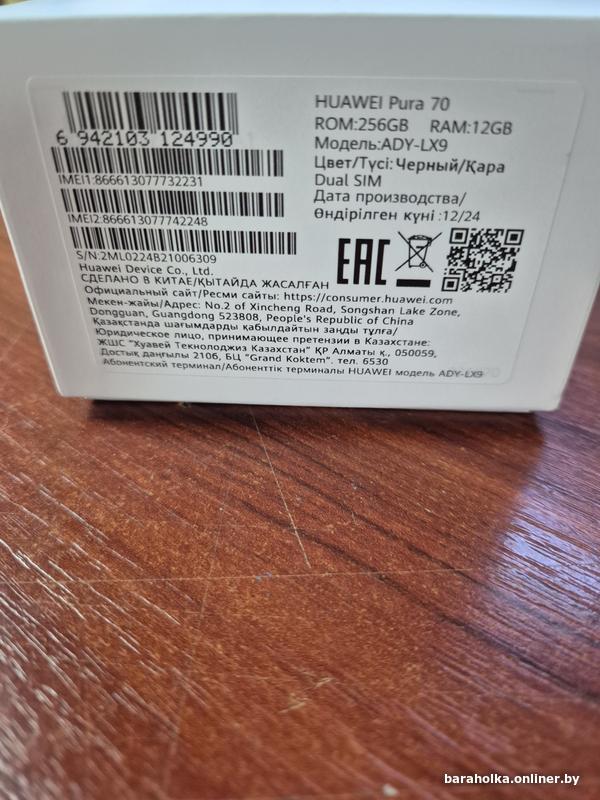 HUAWEI Pura 70
ROM:256GB RAM:12GB
Модель:ADY-LX9
Цвет/Түсі: Черный/Қара
Dual SIM
Дата производства/
Өндірілген күні :12/24
6 942103 124990
IMEI1:866613077732231
IMEI2:866613077742248
S/N:2ML0224B21006309
EAC
Huawei Device Co., Ltd.
СДЕЛАНО В КИТАЕ/ҚЫТАЙДА ЖАСАЛҒАН
Официальный сайт/Ресми сайты: https://consumer.huawei.com
Мекен-жайы/Адрес: No.2 of Xincheng Road, Songshan Lake Zone,
Dongguan, Guangdong 523808, People's Republic of China
Қазақстанда шағымдарды қабылдайтын заңды тұлға/
Юридическое лицо, принимающее претензии в Казахстане:
ЖШС "Хуавей Текнолоджиз Казахстан" ҚР Алматы қ., 050059,
Достык даңғылы 210б, БЦ "Grand Koktem". тел. 6530
Абонентский терминал/Абоненттік терминалы HUAWEI модель ADY-LX9
baraholka.onliner.by